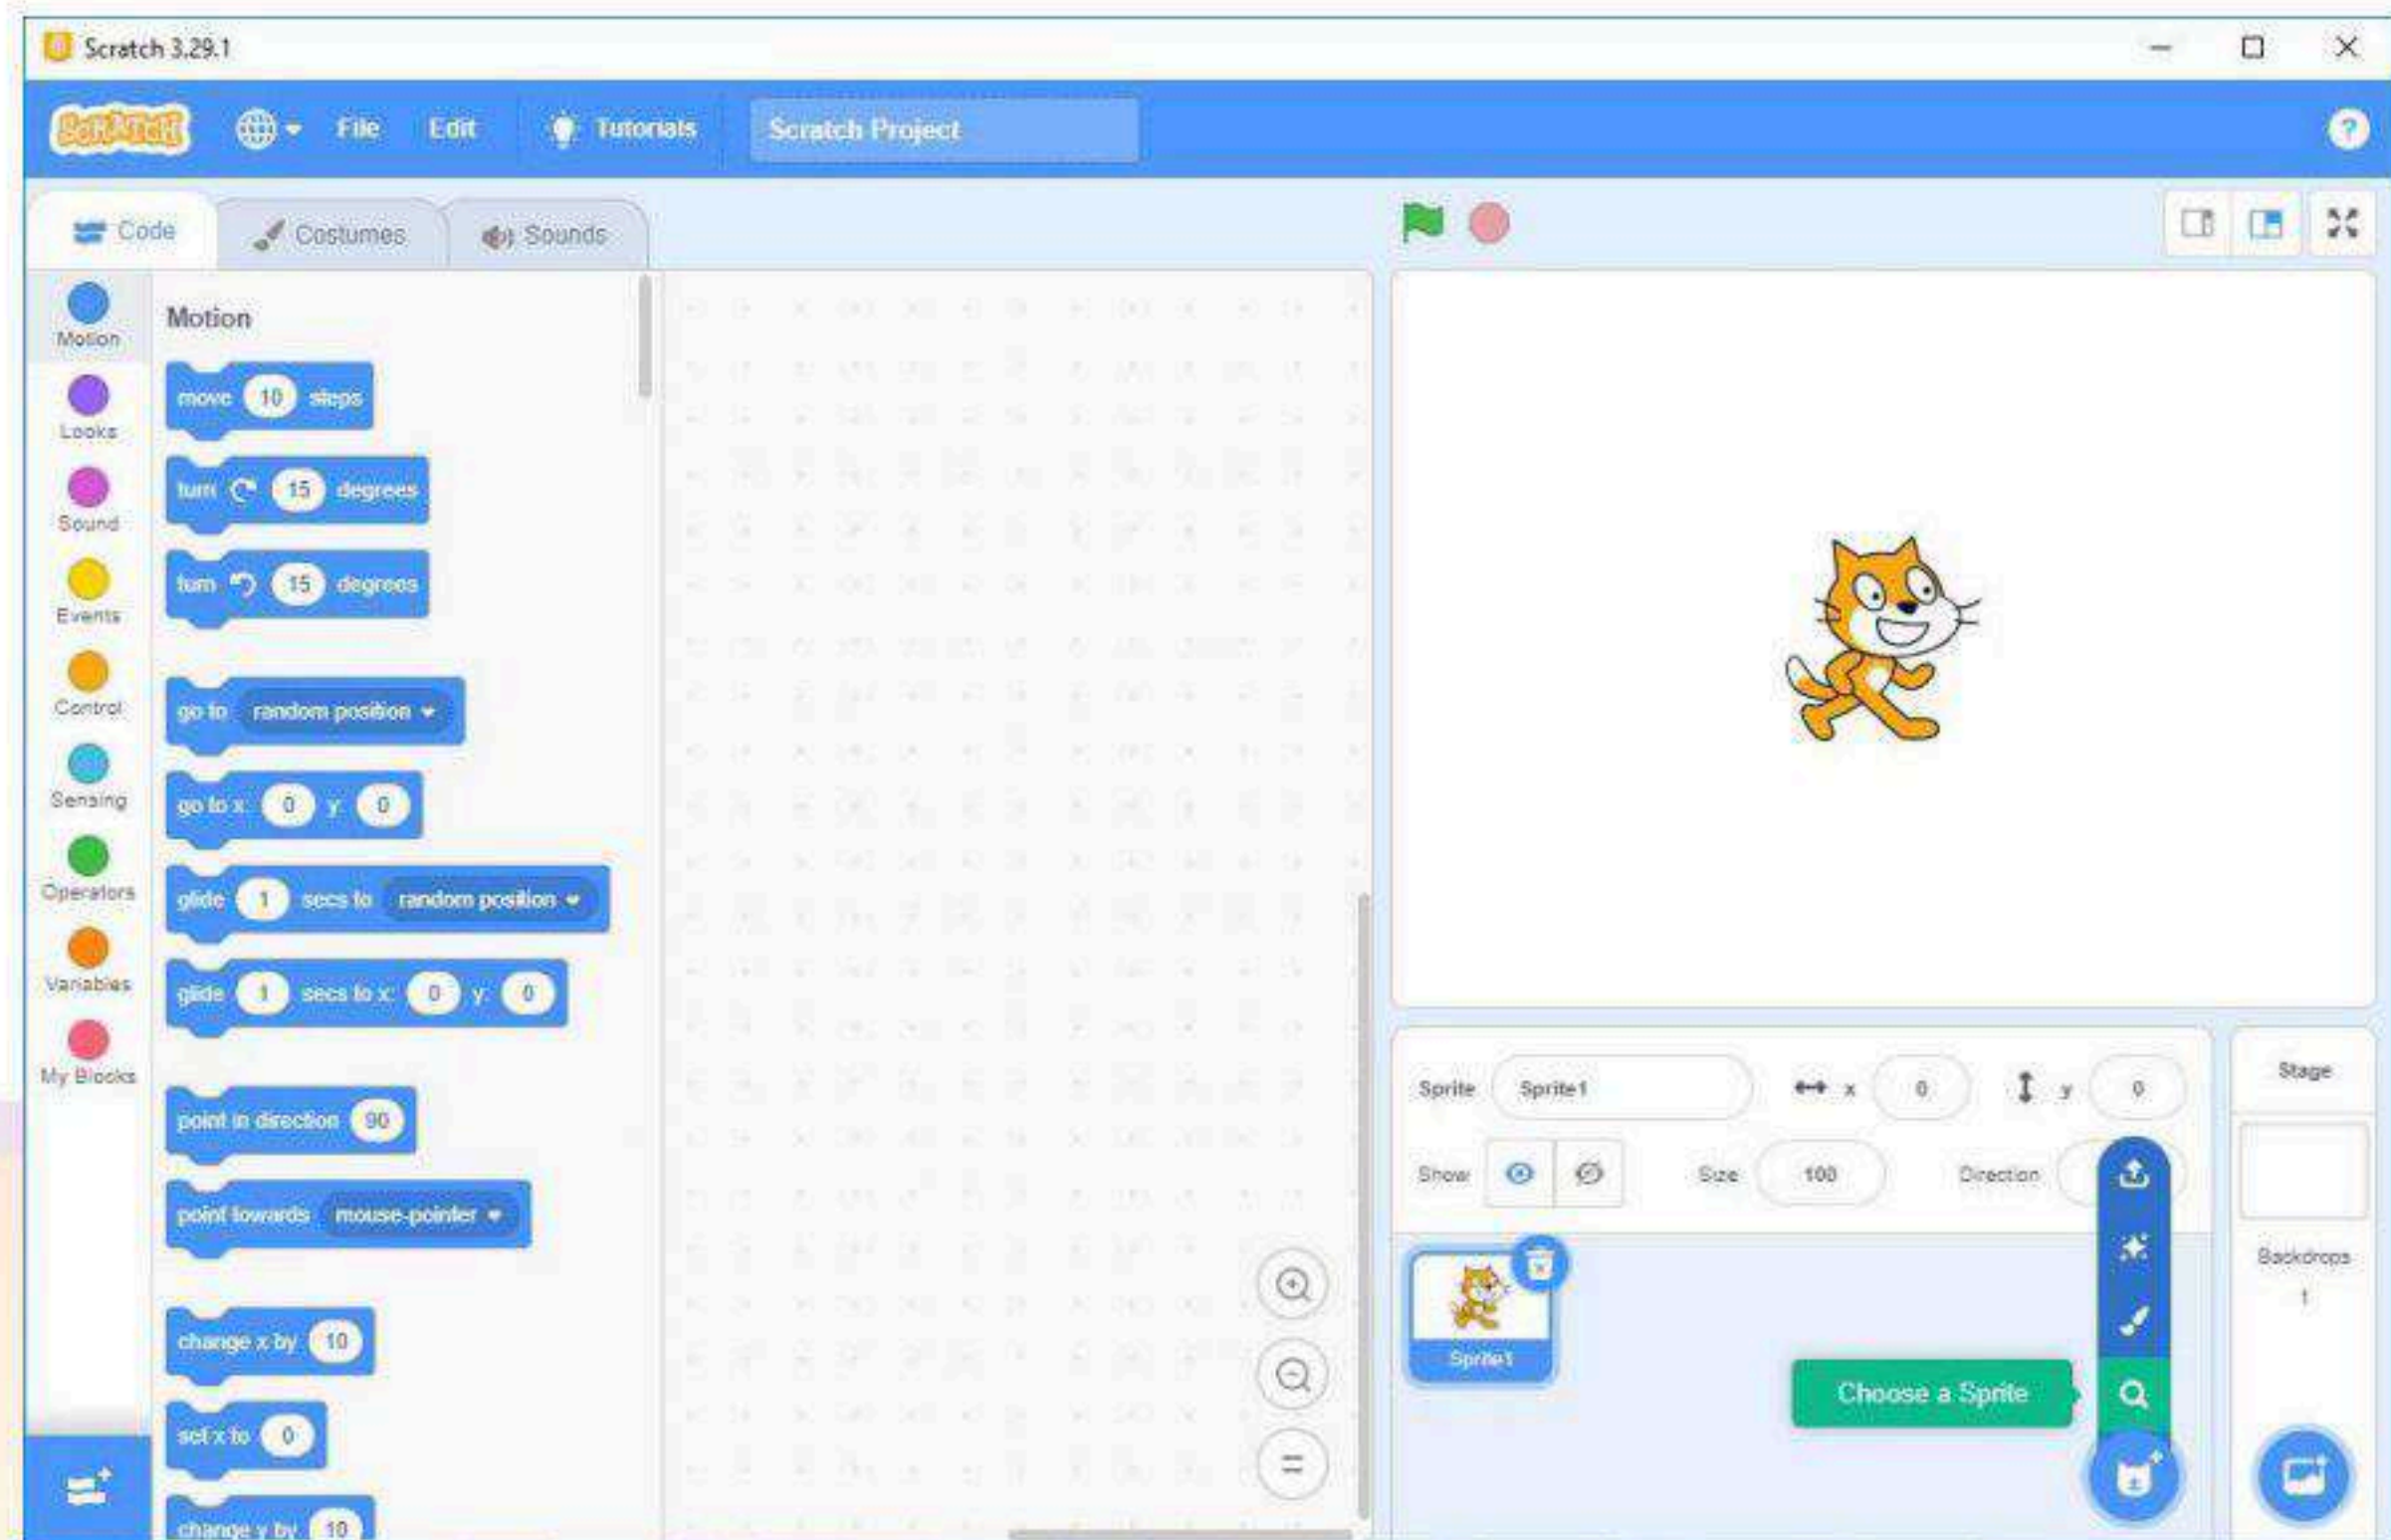 Scratch 3.29.1
SCRATCH File Edit Tutorials Scratch Project ?
Code Costumes Sounds
Motion
Looks
Sound
Events
Control
Sensing
Operators
Variables
My Blocks
Motion
move 10 steps
turn 15 degrees
turn 15 degrees
go to random position
go to x: 0 y: 0
glide 1 secs to random position
glide 1 secs to x: 0 y: 0
point in direction 90
point towards mouse-pointer
change x by 10
set x to 0
change y by 10
Sprite Sprite1 x 0 y 0
Show Size 100 Direction
Sprite1
Choose a Sprite
Stage
Backdrops
1